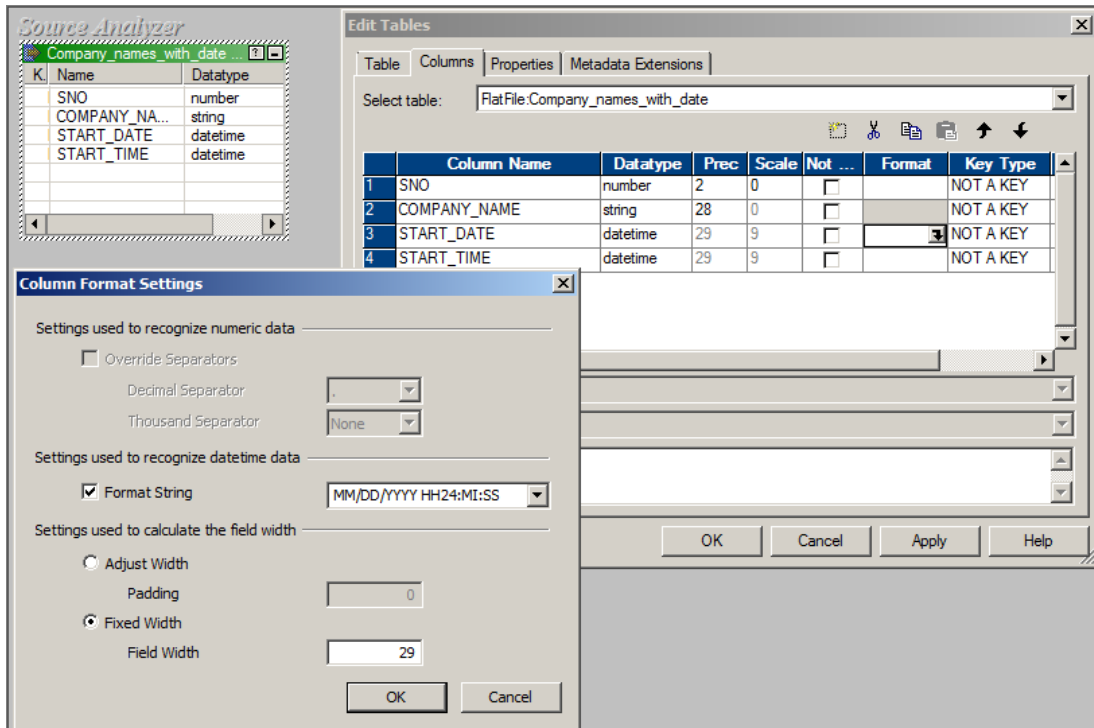 Source Analyzer
Company_names_with_date ...
K. Name Datatype
SNO number
COMPANY_NA... string
START_DATE datetime
START_TIME datetime
Edit Tables
Table Columns Properties Metadata Extensions
Select table: FlatFile:Company_names_with_date
Column Name Datatype Prec Scale Not ... Format Key Type
1 SNO number 2 0 NOT A KEY
2 COMPANY_NAME string 28 0 NOT A KEY
3 START_DATE datetime 29 9 NOT A KEY
4 START_TIME datetime 29 9 NOT A KEY
OK Cancel Apply Help
Column Format Settings
Settings used to recognize numeric data
Override Separators
Decimal Separator .
Thousand Separator None
Settings used to recognize datetime data
Format String MM/DD/YYYY HH24:MI:SS
Settings used to calculate the field width
Adjust Width
Padding 0
Fixed Width
Field Width 29
OK Cancel